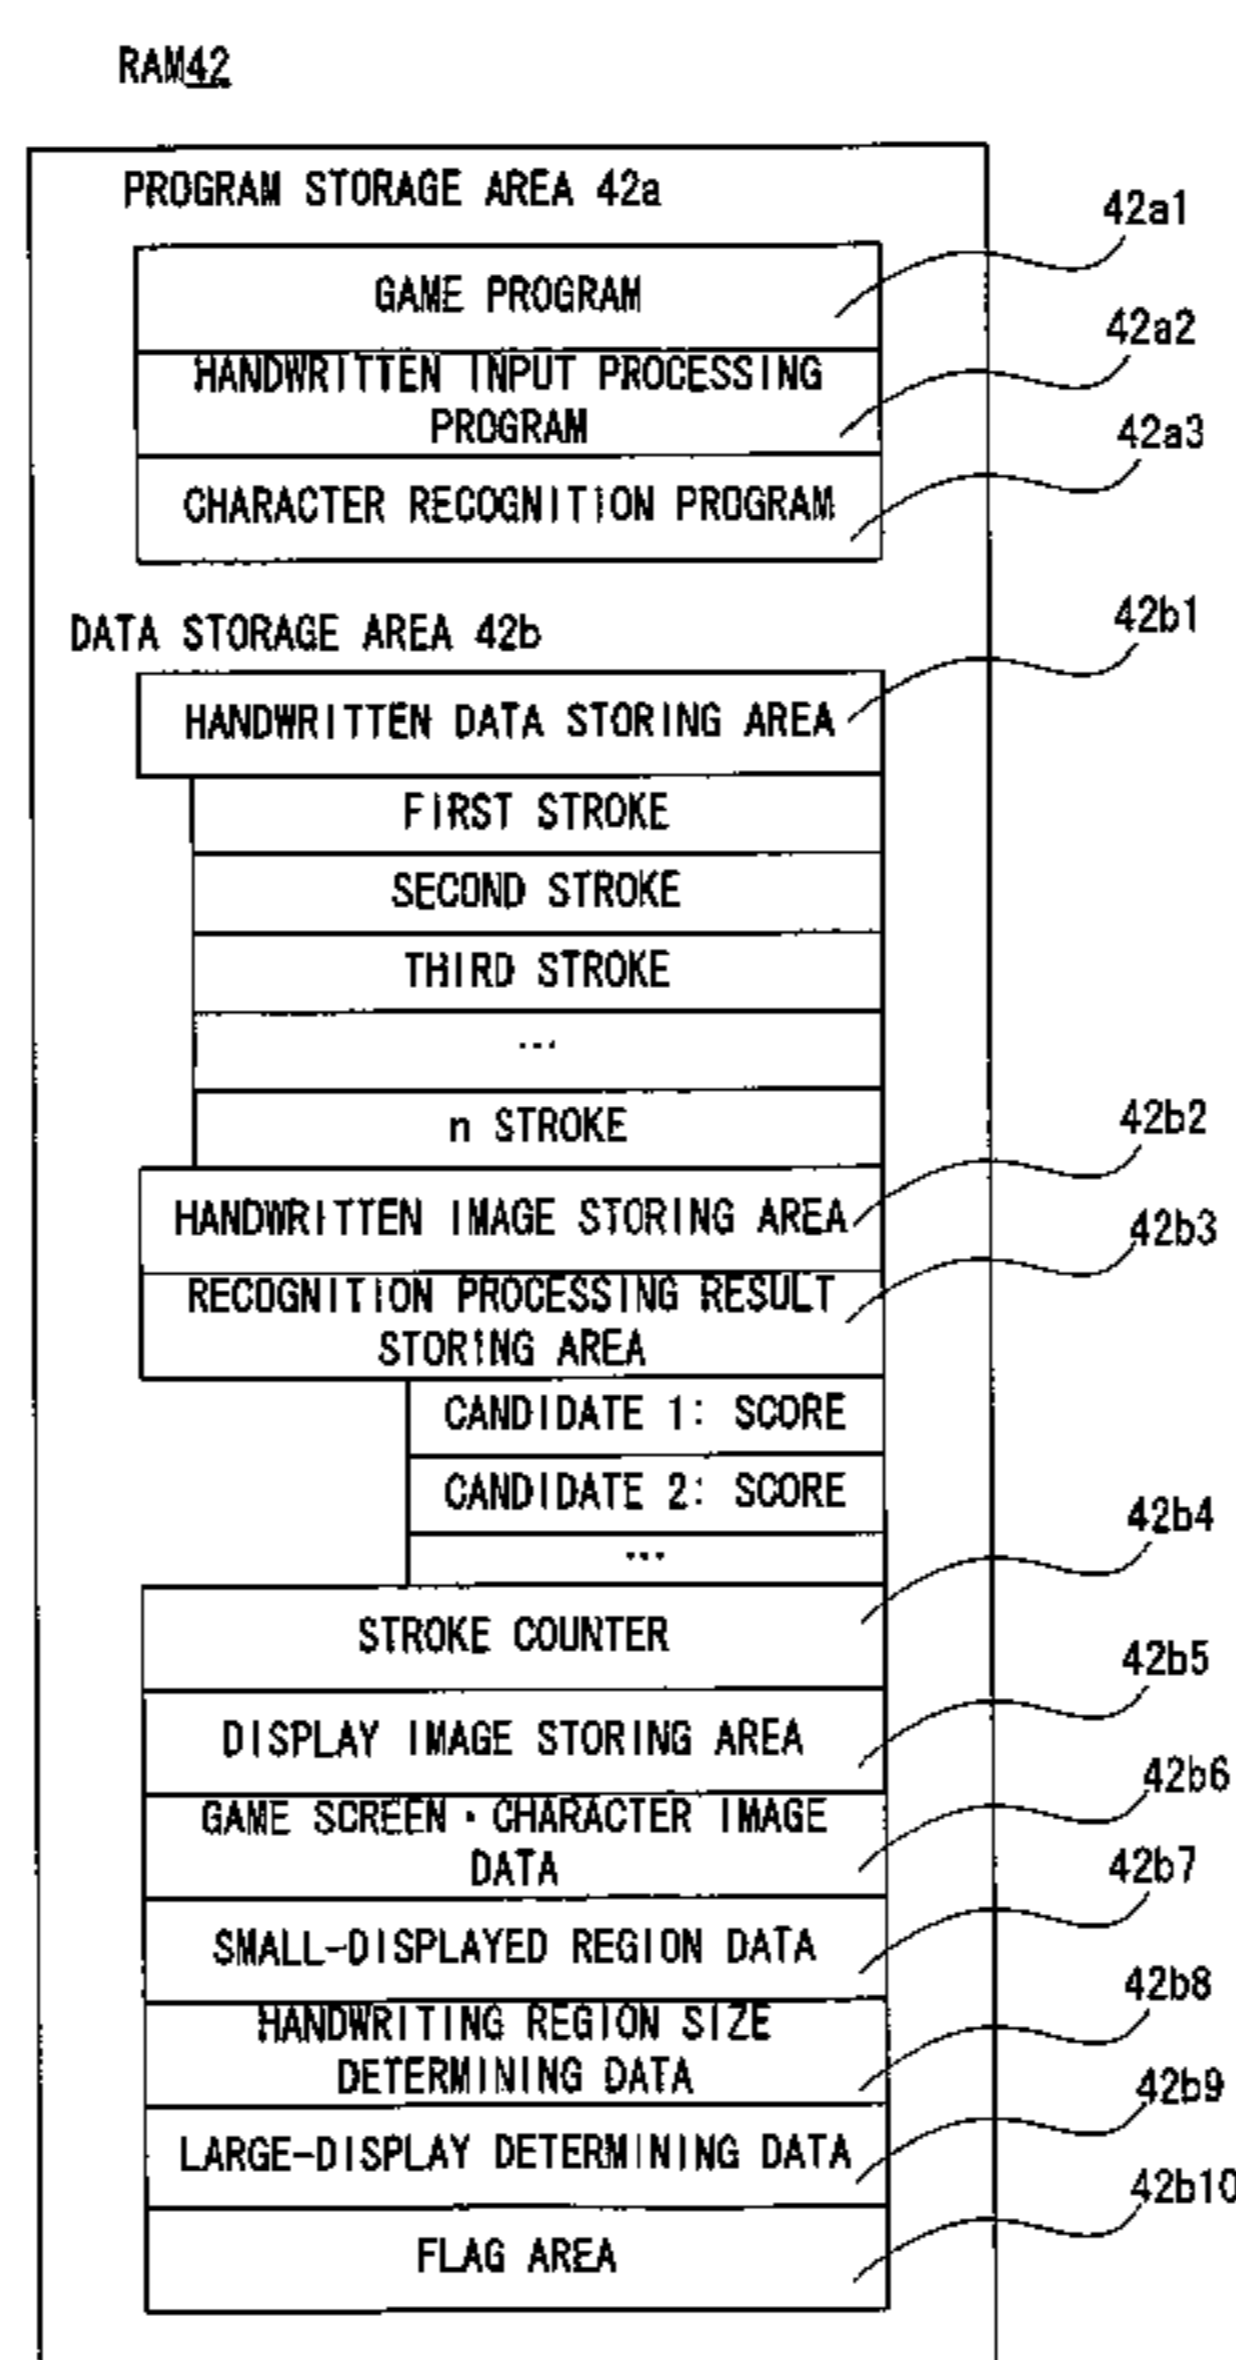 RAM42
PROGRAM STORAGE AREA 42a
42a1
GAME PROGRAM
42a2
HANDWRITTEN INPUT PROCESSING
PROGRAM
42a3
CHARACTER RECOGNITION PROGRAM
DATA STORAGE AREA 42b
42b1
HANDWRITTEN DATA STORING AREA
FIRST STROKE
SECOND STROKE
THIRD STROKE
...
n STROKE
42b2
HANDWRITTEN IMAGE STORING AREA
42b3
RECOGNITION PROCESSING RESULT
STORING AREA
CANDIDATE 1: SCORE
CANDIDATE 2: SCORE
...
42b4
STROKE COUNTER
42b5
DISPLAY IMAGE STORING AREA
42b6
GAME SCREEN・CHARACTER IMAGE
DATA
42b7
SMALL-DISPLAYED REGION DATA
42b8
HANDWRITING REGION SIZE
DETERMINING DATA
42b9
LARGE-DISPLAY DETERMINING DATA
42b10
FLAG AREA